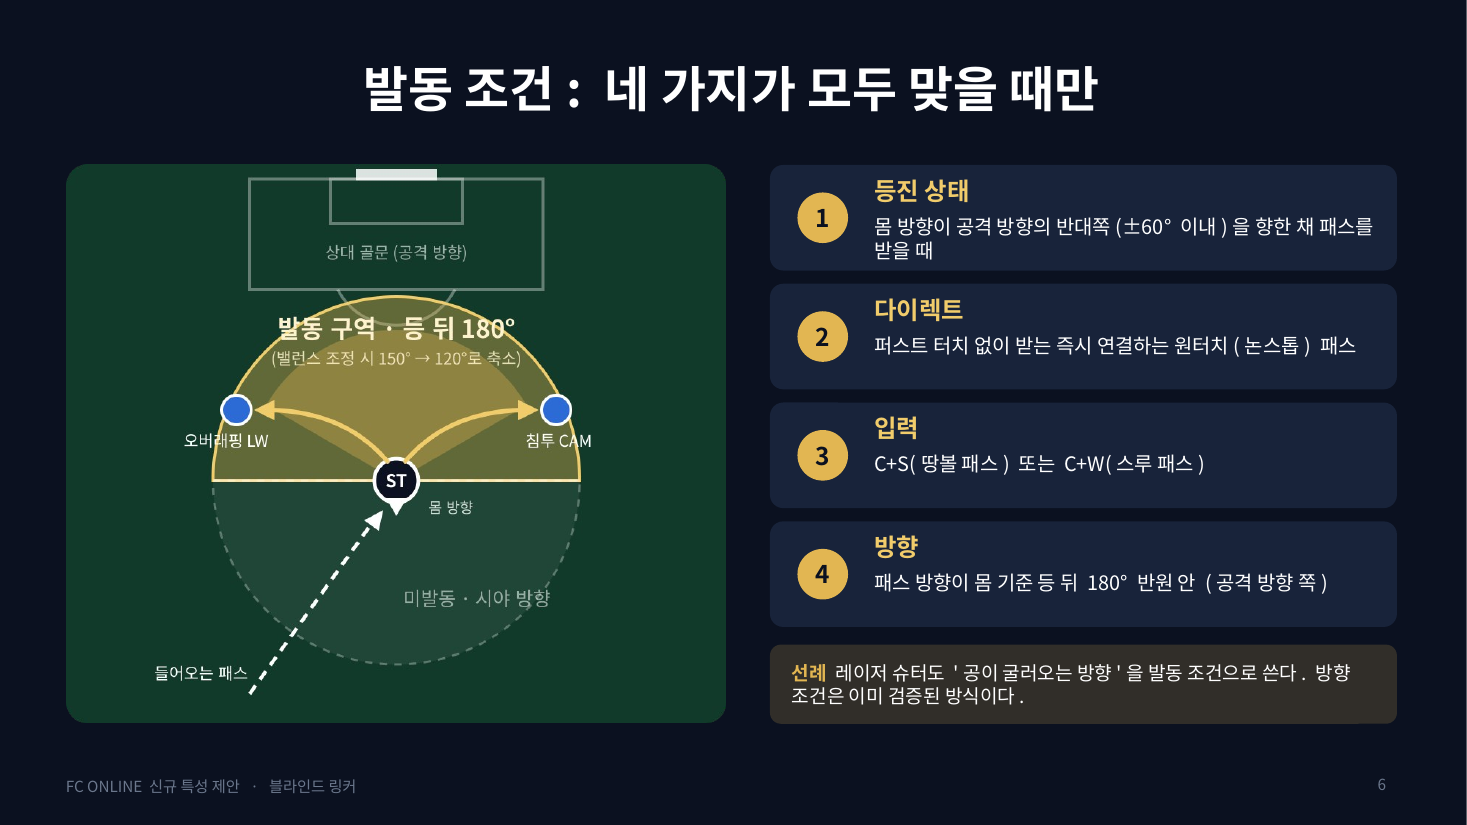 발동 조건 : 네 가지가 모두 맞을 때만
상대 골문 (공격 방향)
발동 구역 · 등 뒤 180°
(밸런스 조정 시 150° → 120°로 축소)
오버래핑 LW
침투 CAM
ST
몸 방향
미발동 · 시야 방향
들어오는 패스
1
등진 상태
몸 방향이 공격 방향의 반대쪽 (±60° 이내 ) 을 향한 채 패스를
받을 때
2
다이렉트
퍼스트 터치 없이 받는 즉시 연결하는 원터치 ( 논스톱 ) 패스
3
입력
C+S( 땅볼 패스 ) 또는 C+W( 스루 패스 )
4
방향
패스 방향이 몸 기준 등 뒤 180° 반원 안 ( 공격 방향 쪽 )
선례 레이저 슈터도 ' 공이 굴러오는 방향 ' 을 발동 조건으로 쓴다 . 방향
조건은 이미 검증된 방식이다 .
FC ONLINE 신규 특성 제안 · 블라인드 링커
6